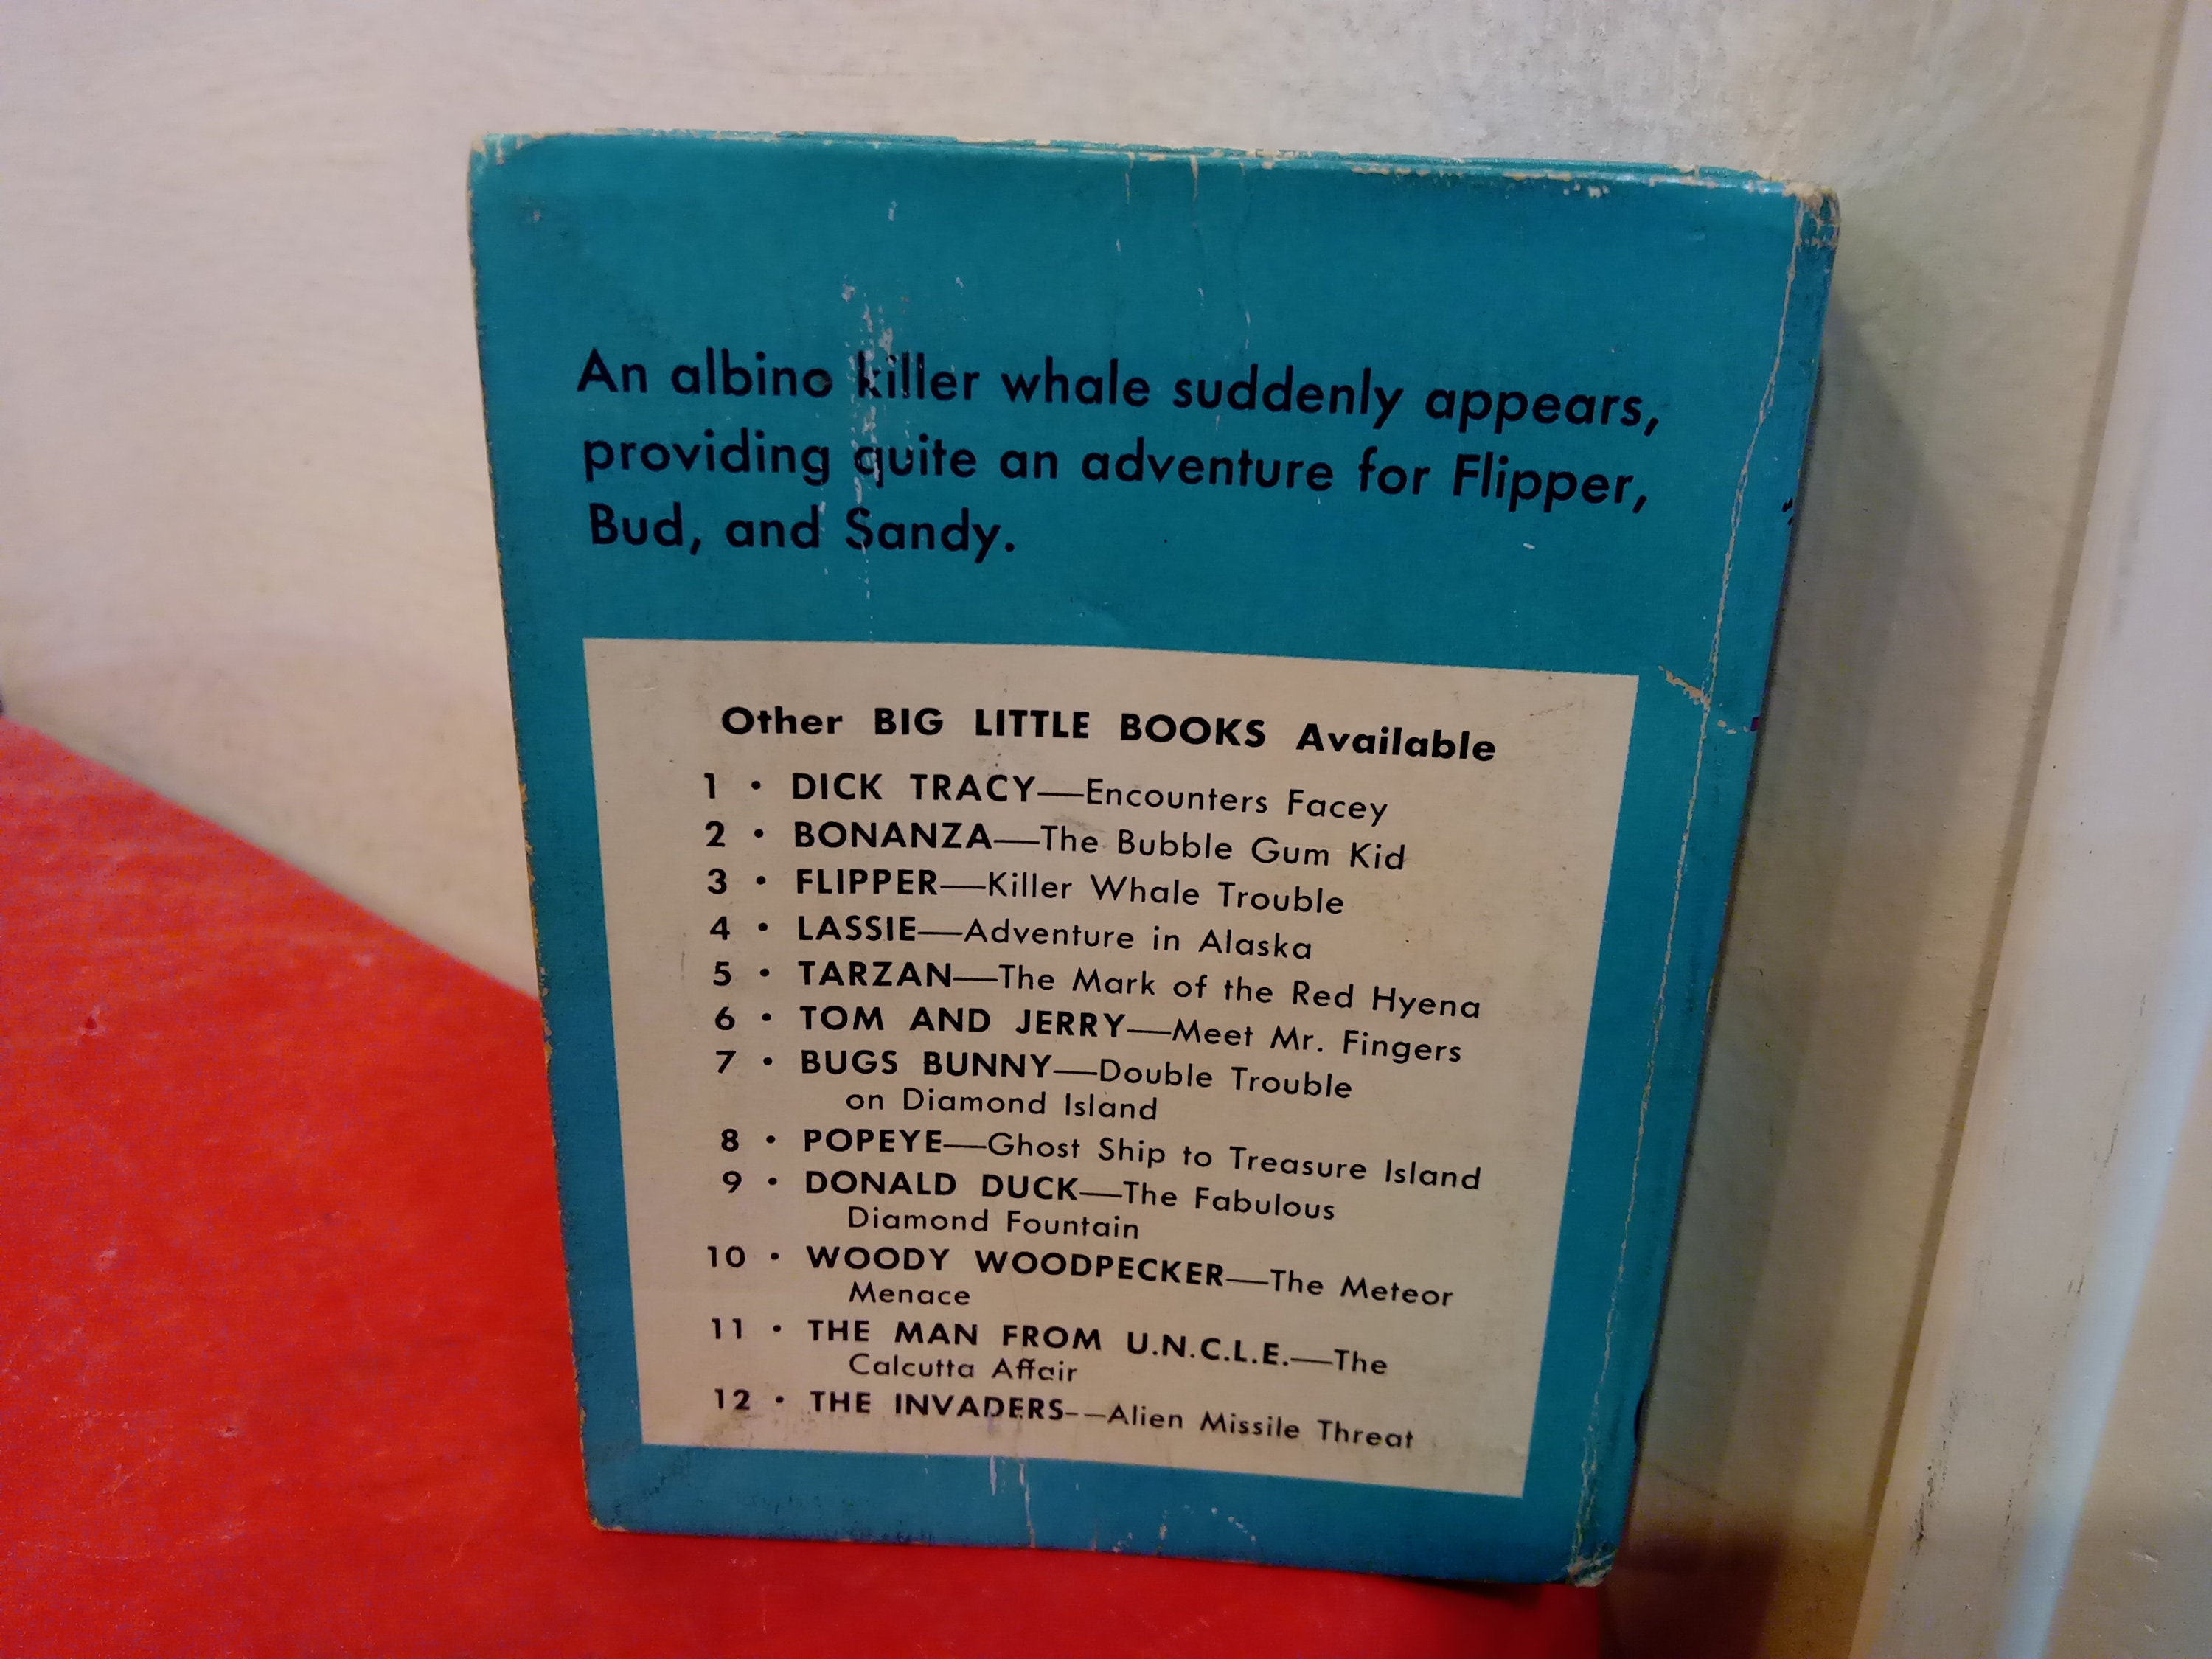 An albino killer whale suddenly appears,
providing quite an adventure for Flipper,
Bud, and Sandy.
Other BIG LITTLE BOOKS Available
1 • DICK TRACY—Encounters Facey
2 • BONANZA—The Bubble Gum Kid
3 • FLIPPER—Killer Whale Trouble
4 • LASSIE—Adventure in Alaska
5 • TARZAN—The Mark of the Red Hyena
6 • TOM AND JERRY—Meet Mr. Fingers
7 • BUGS BUNNY—Double Trouble
on Diamond Island
8 • POPEYE—Ghost Ship to Treasure Island
9 • DONALD DUCK—The Fabulous
Diamond Fountain
10 • WOODY WOODPECKER—The Meteor
Menace
11 • THE MAN FROM U.N.C.L.E.—The
Calcutta Affair
12 • THE INVADERS--—Alien Missile Threat